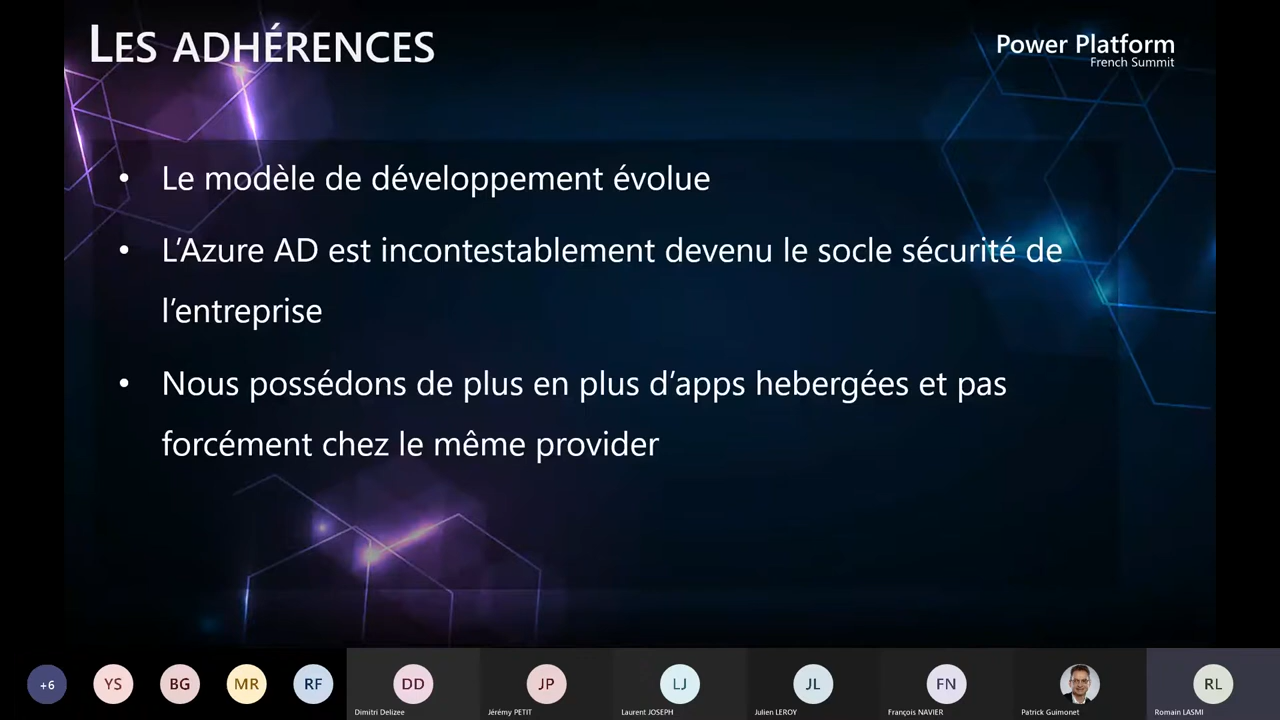 LES ADHÉRENCES
Power Platform
French Summit
• Le modèle de développement évolue
• L’Azure AD est incontestablement devenu le socle sécurité de
l’entreprise
• Nous possédons de plus en plus d’apps hebergées et pas
forcément chez le même provider
+6
YS
BG
MR
RF
DD
JP
LJ
JL
FN
RL
Dimitri Delizee
Jérémy PETIT
Laurent JOSEPH
Julien LEROY
François NAVIER
Patrick Guimonet
Romain LASMI